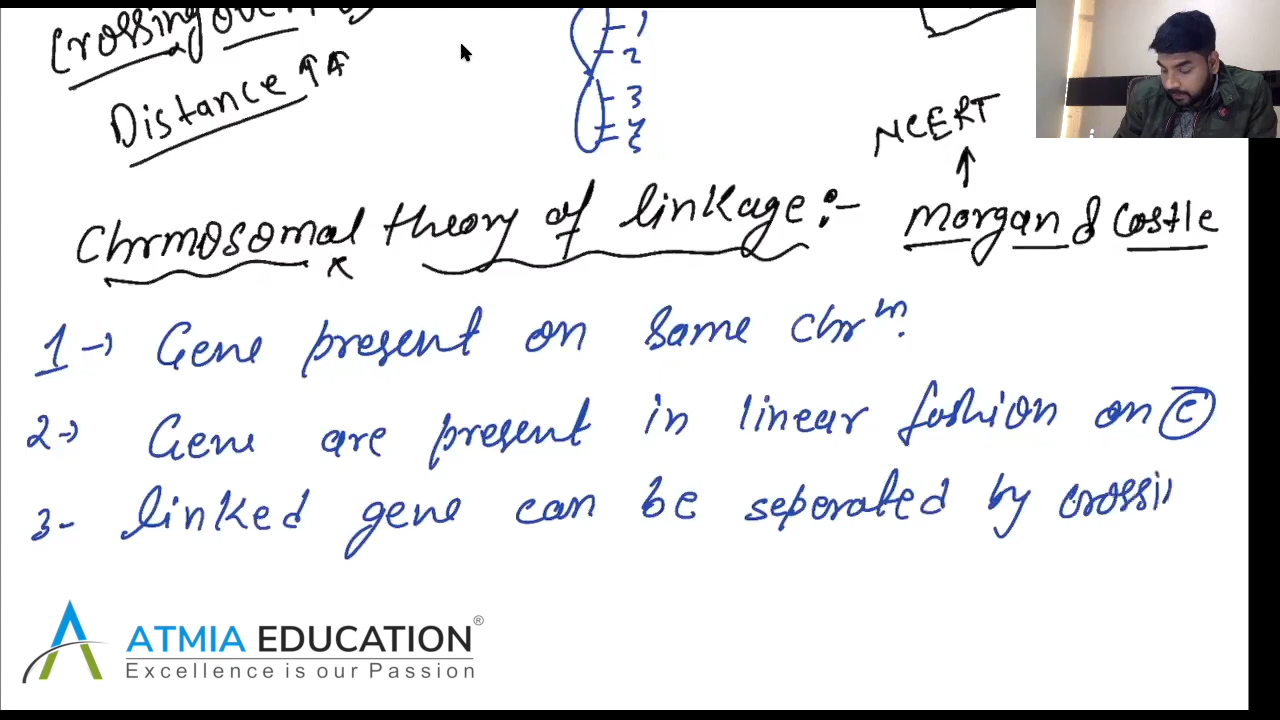 Crossing over
1
2
Distance ↑↑
3
4
5
NCERT
↑
Chrmosomal theory of linkage :- Morgan & Castle
1→ Gene present on same chrm.
2→ Gene are present in linear fashion on C
3- linked gene can be seperated by crossi
ATMIA EDUCATION®
Excellence is our Passion